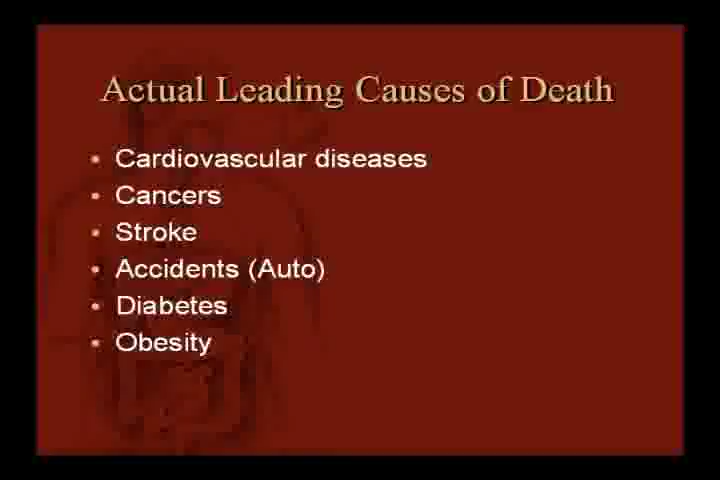 Actual Leading Causes of Death
• Cardiovascular diseases
• Cancers
• Stroke
• Accidents (Auto)
• Diabetes
• Obesity